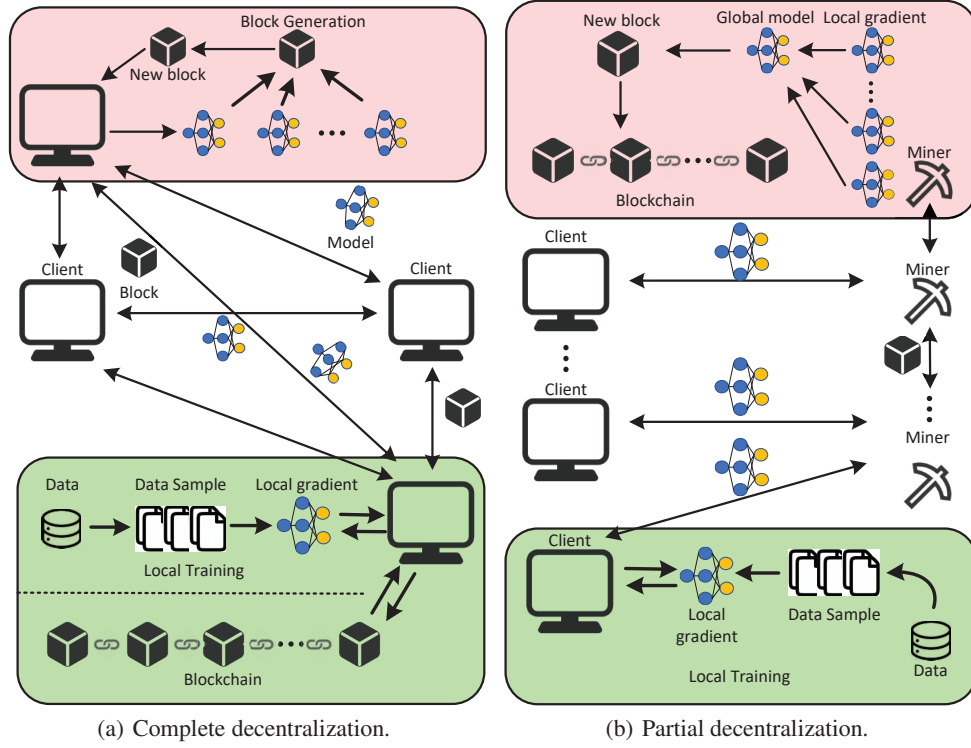 Block Generation
New block
Model
Client
Block
Client
Data
Data Sample
Local gradient
Local Training
Blockchain
(a) Complete decentralization.
New block
Global model
Local gradient
Miner
Blockchain
Client
Miner
Client
Miner
Client
Local
gradient
Data Sample
Data
Local Training
(b) Partial decentralization.